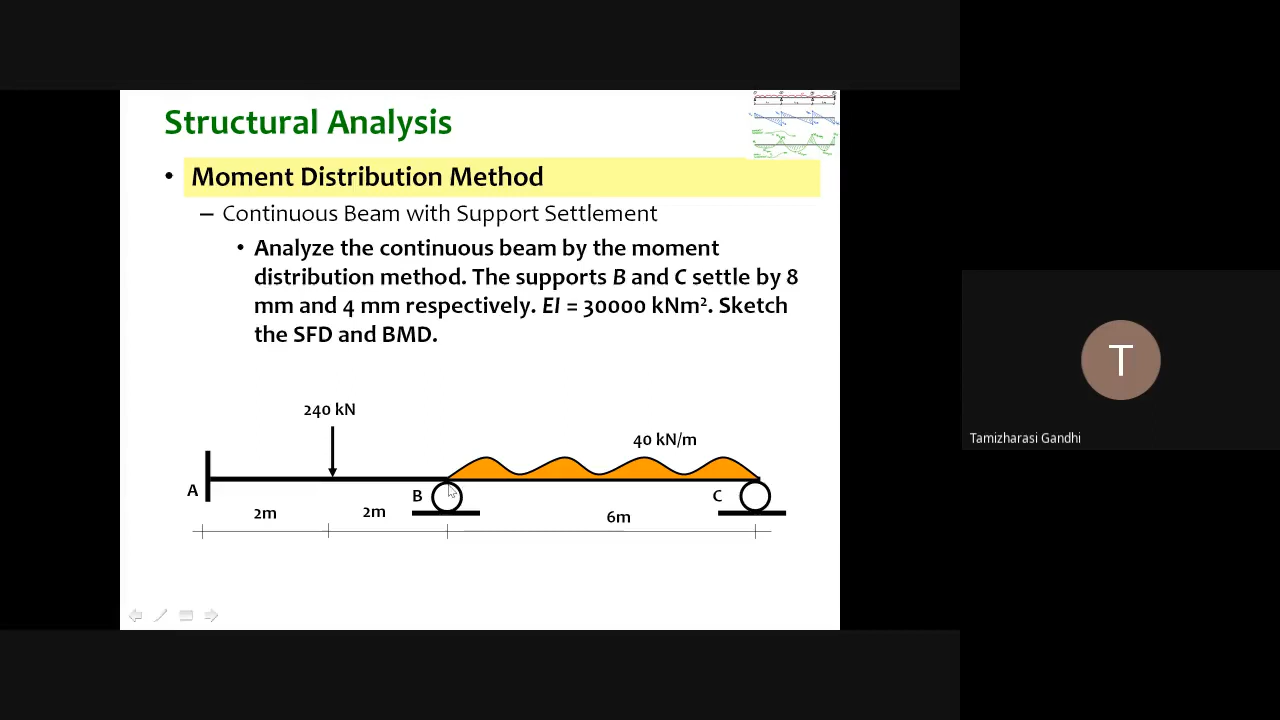 Structural Analysis
• Moment Distribution Method
– Continuous Beam with Support Settlement
• Analyze the continuous beam by the moment
distribution method. The supports B and C settle by 8
mm and 4 mm respectively. EI = 30000 kNm². Sketch
the SFD and BMD.
240 kN
40 kN/m
A
B
C
2m
2m
6m
T
Tamizharasi Gandhi